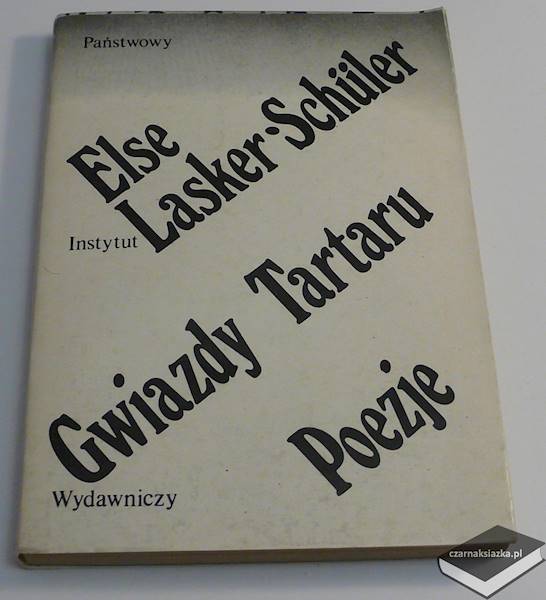 Państwowy
Else
Lasker-Schüler
Instytut
Gwiazdy Tartaru
Poezje
Wydawniczy
czarnaksiazka.pl